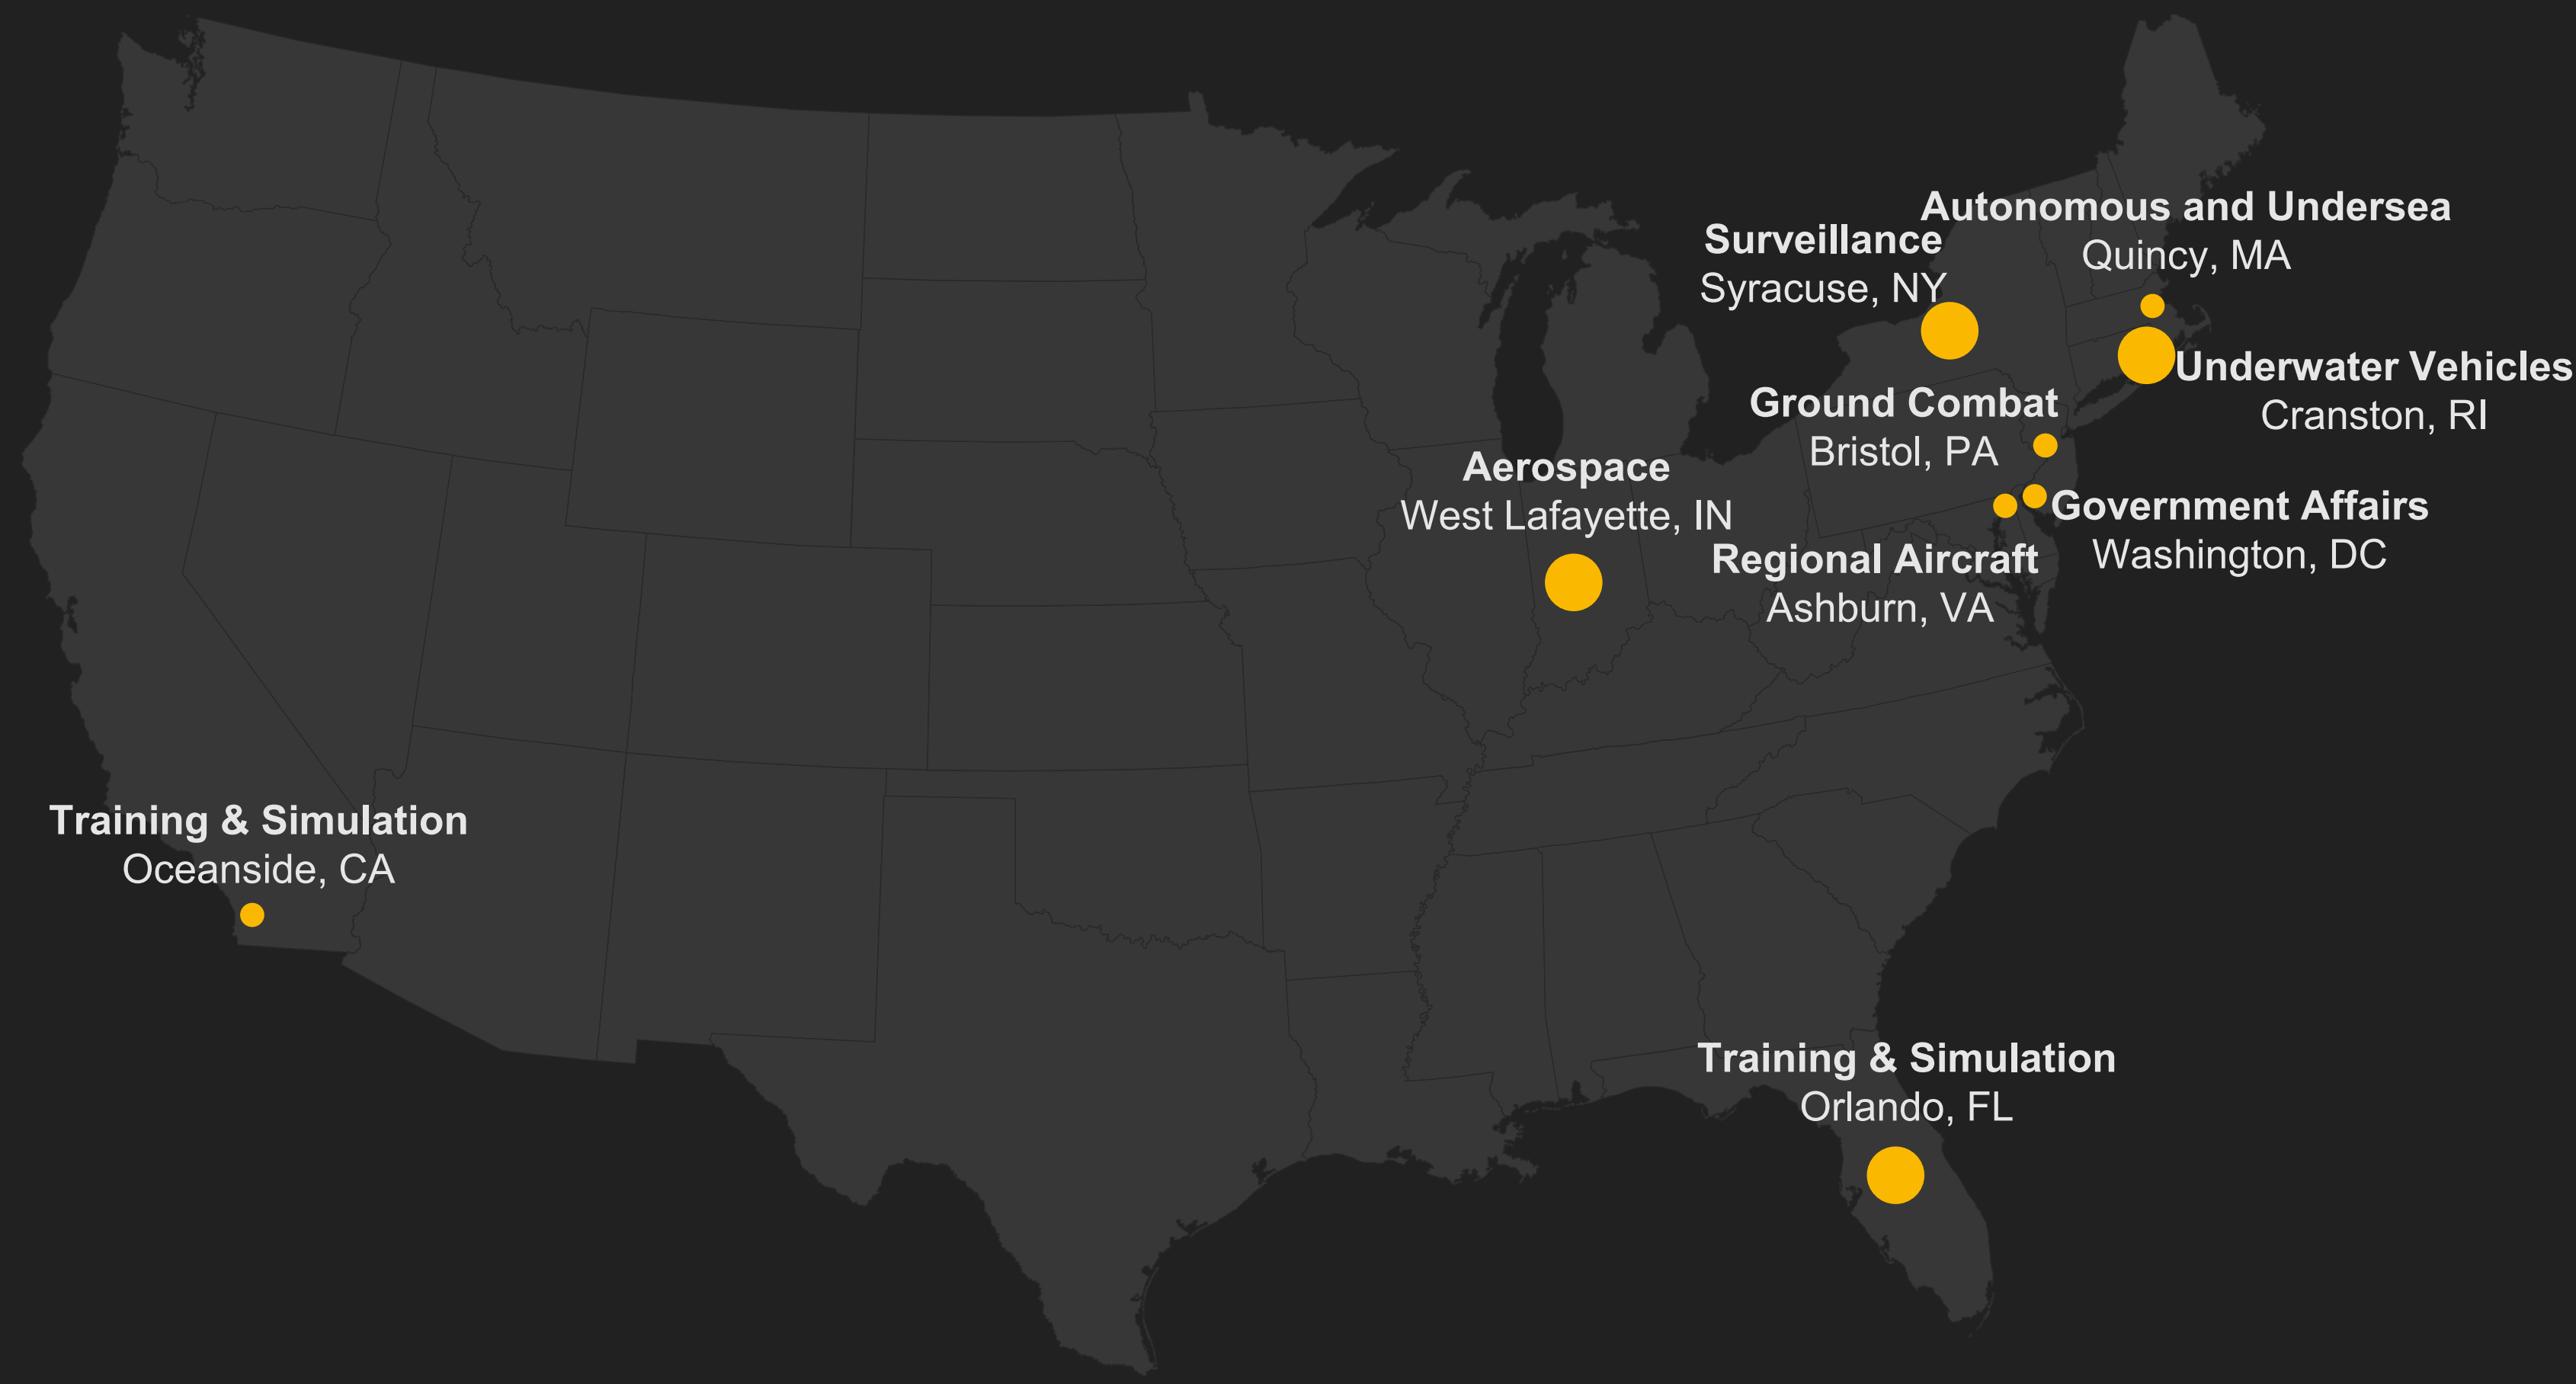 Autonomous and Undersea
Quincy, MA
Surveillance
Syracuse, NY
Underwater Vehicles
Cranston, RI
Ground Combat
Bristol, PA
Aerospace
West Lafayette, IN
Government Affairs
Washington, DC
Regional Aircraft
Ashburn, VA
Training & Simulation
Oceanside, CA
Training & Simulation
Orlando, FL